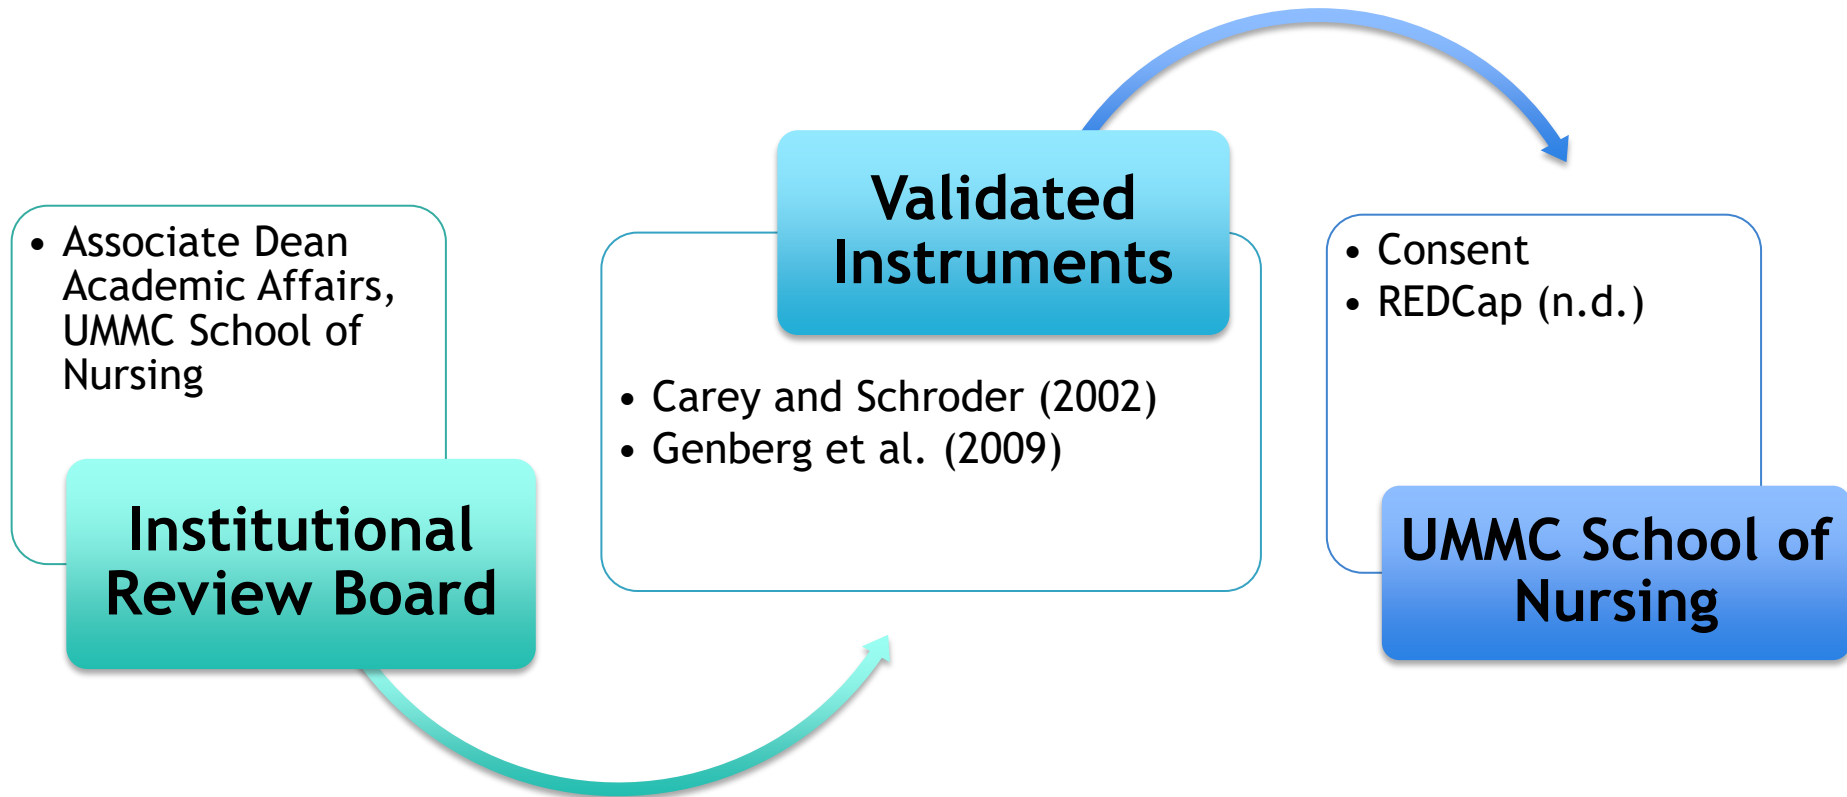 • Associate Dean
Academic Affairs,
UMMC School of
Nursing
Institutional
Review Board
Validated
Instruments
• Carey and Schroder (2002)
• Genberg et al. (2009)
• Consent
• REDCap (n.d.)
UMMC School of
Nursing